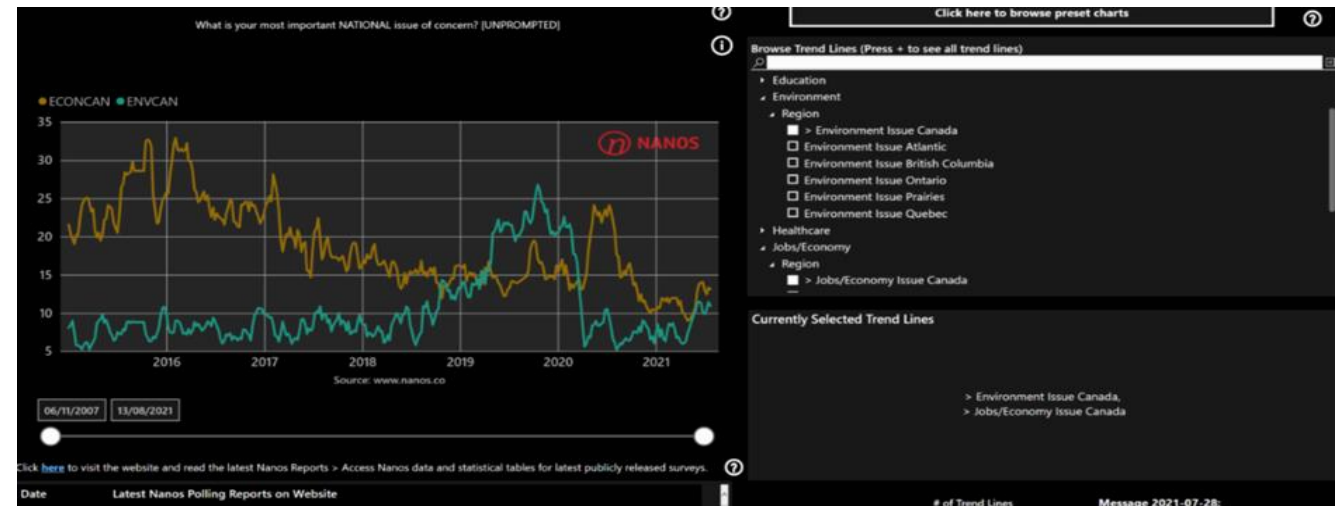 What is your most important NATIONAL issue of concern? [UNPROMPTED]
ECONCAN ENVCAN
35
30
25
20
15
10
5
NANOS
2016 2017 2018 2019 2020 2021
Source: www.nanos.co
06/11/2007 13/08/2021
Click here to visit the website and read the latest Nanos Reports > Access Nanos data and statistical tables for latest publicly released surveys.
Date Latest Nanos Polling Reports on Website
Click here to browse preset charts
Browse Trend Lines (Press + to see all trend lines)
Education
Environment
Region
> Environment Issue Canada
Environment Issue Atlantic
Environment Issue British Columbia
Environment Issue Ontario
Environment Issue Prairies
Environment Issue Quebec
Healthcare
Jobs/Economy
Region
> Jobs/Economy Issue Canada
Currently Selected Trend Lines
> Environment Issue Canada,
> Jobs/Economy Issue Canada
# of Trend Lines Message 2021-07-28: